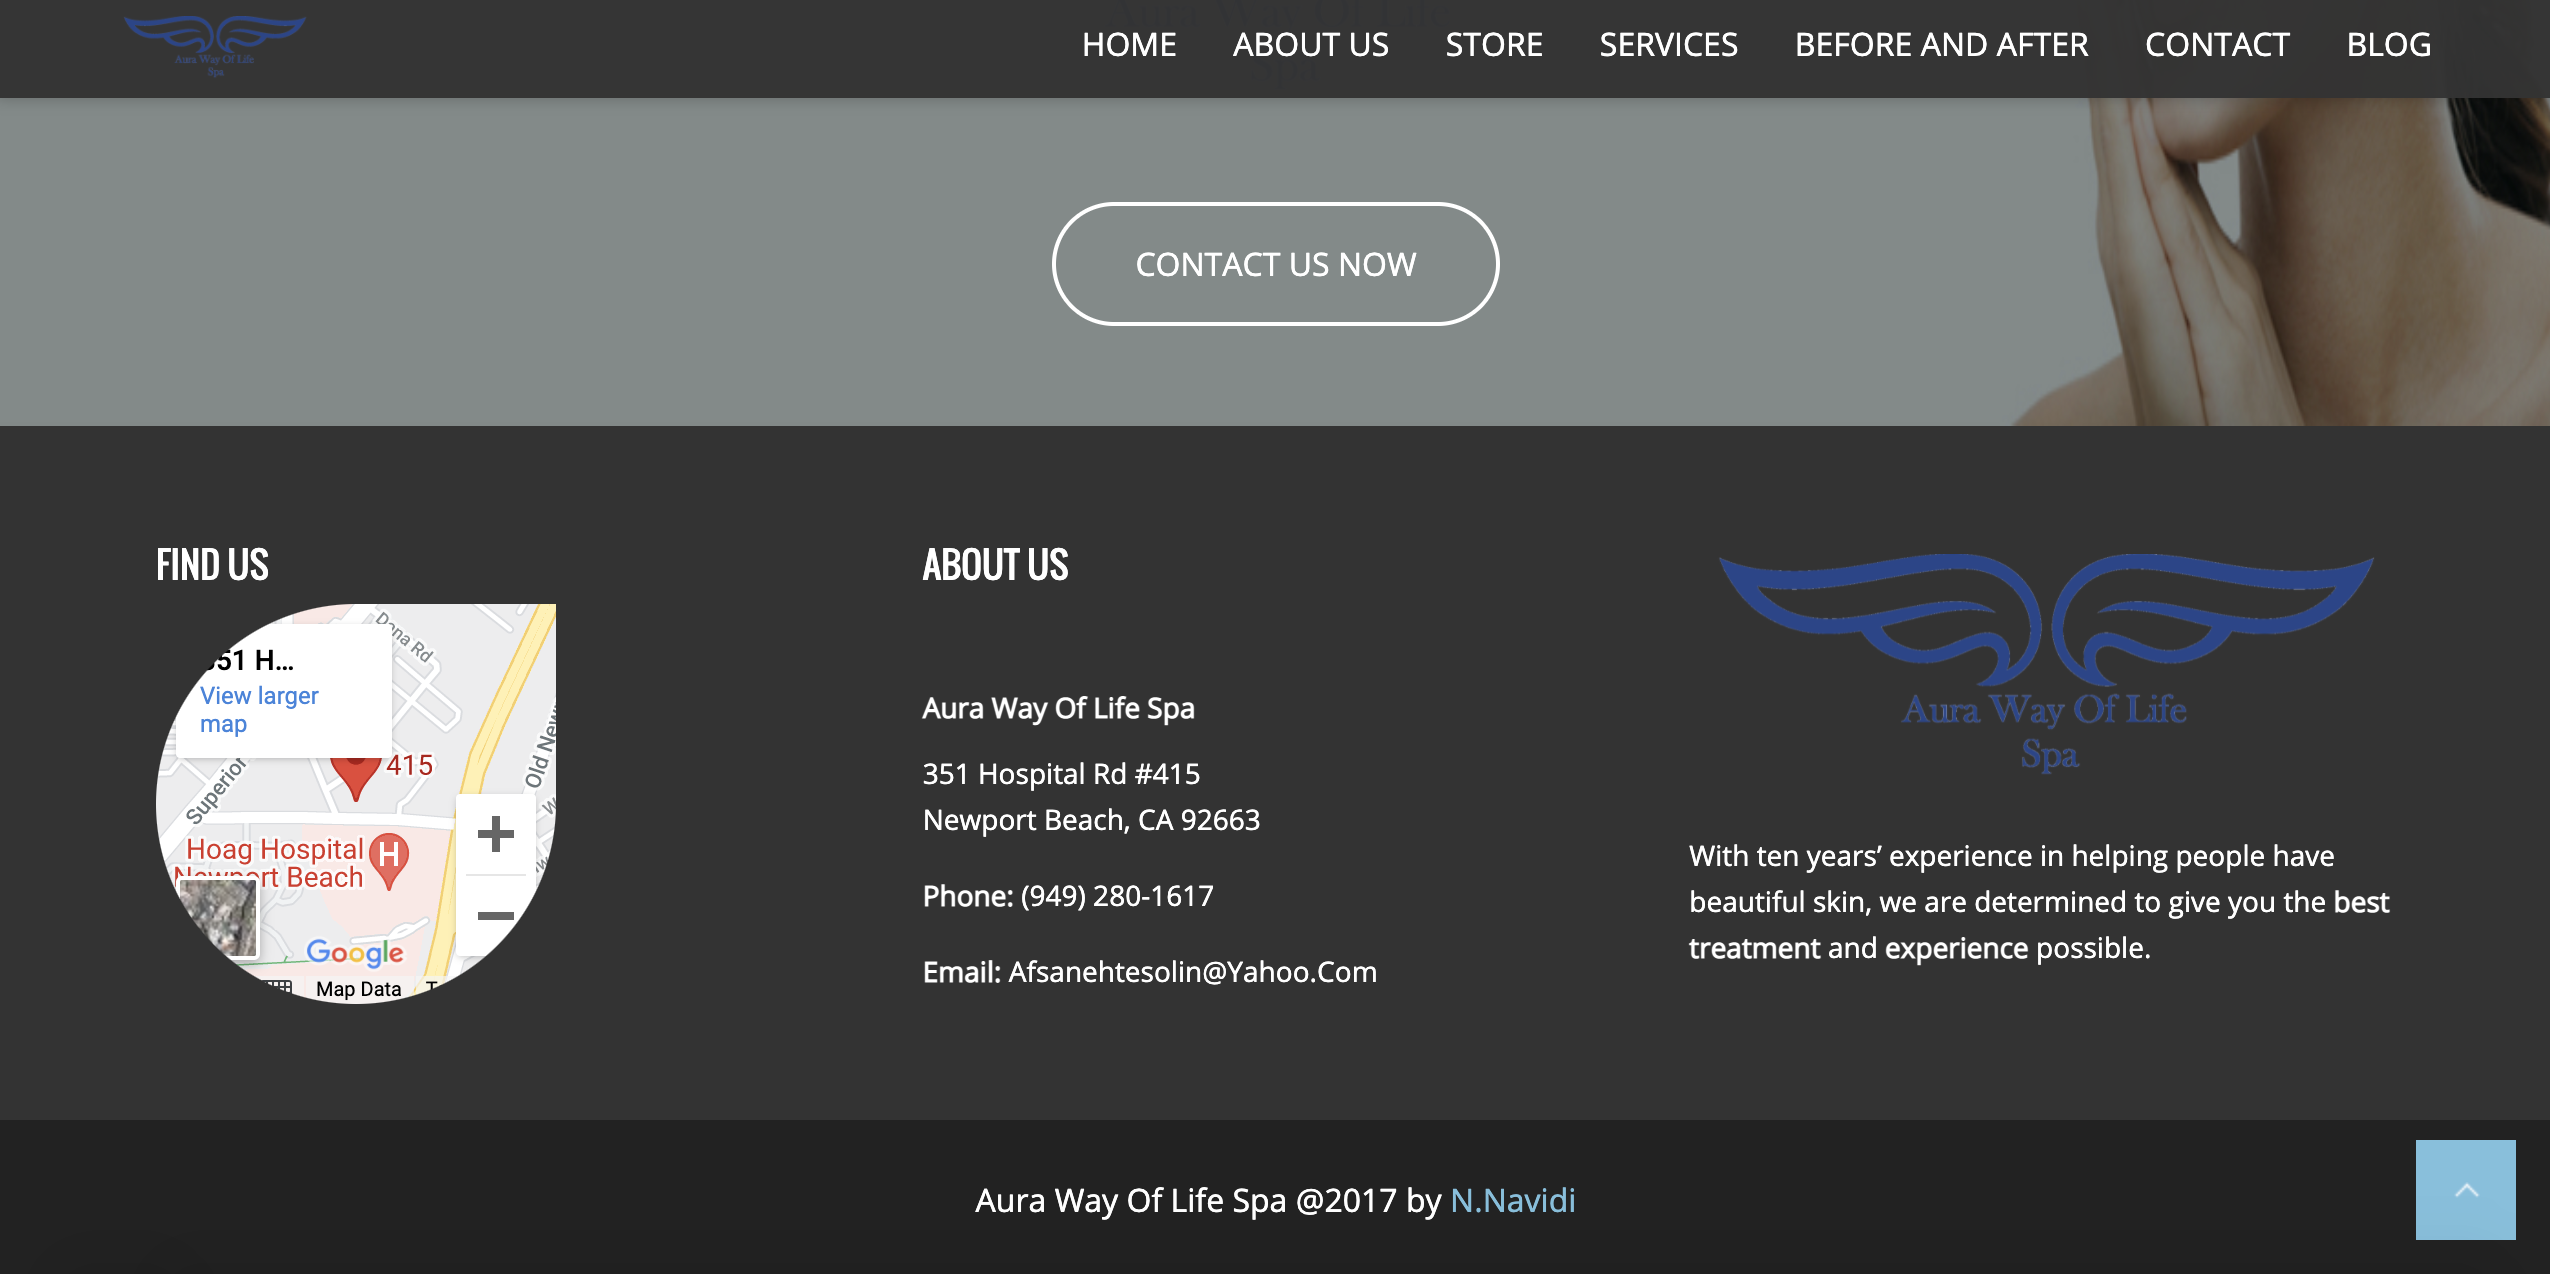 Aura Way Of Life
Spa
HOME ABOUT US STORE SERVICES BEFORE AND AFTER CONTACT BLOG
CONTACT US NOW
FIND US
51 H...
View larger
map
Dana Rd
415
Superior
Old New
Hoag Hospital
Newport Beach
Google
Map Data
ABOUT US
Aura Way Of Life Spa
351 Hospital Rd #415
Newport Beach, CA 92663
Phone: (949) 280-1617
Email: Afsanehtesolin@Yahoo.Com
Aura Way Of Life
Spa
With ten years’ experience in helping people have
beautiful skin, we are determined to give you the best
treatment and experience possible.
Aura Way Of Life Spa @2017 by N.Navidi